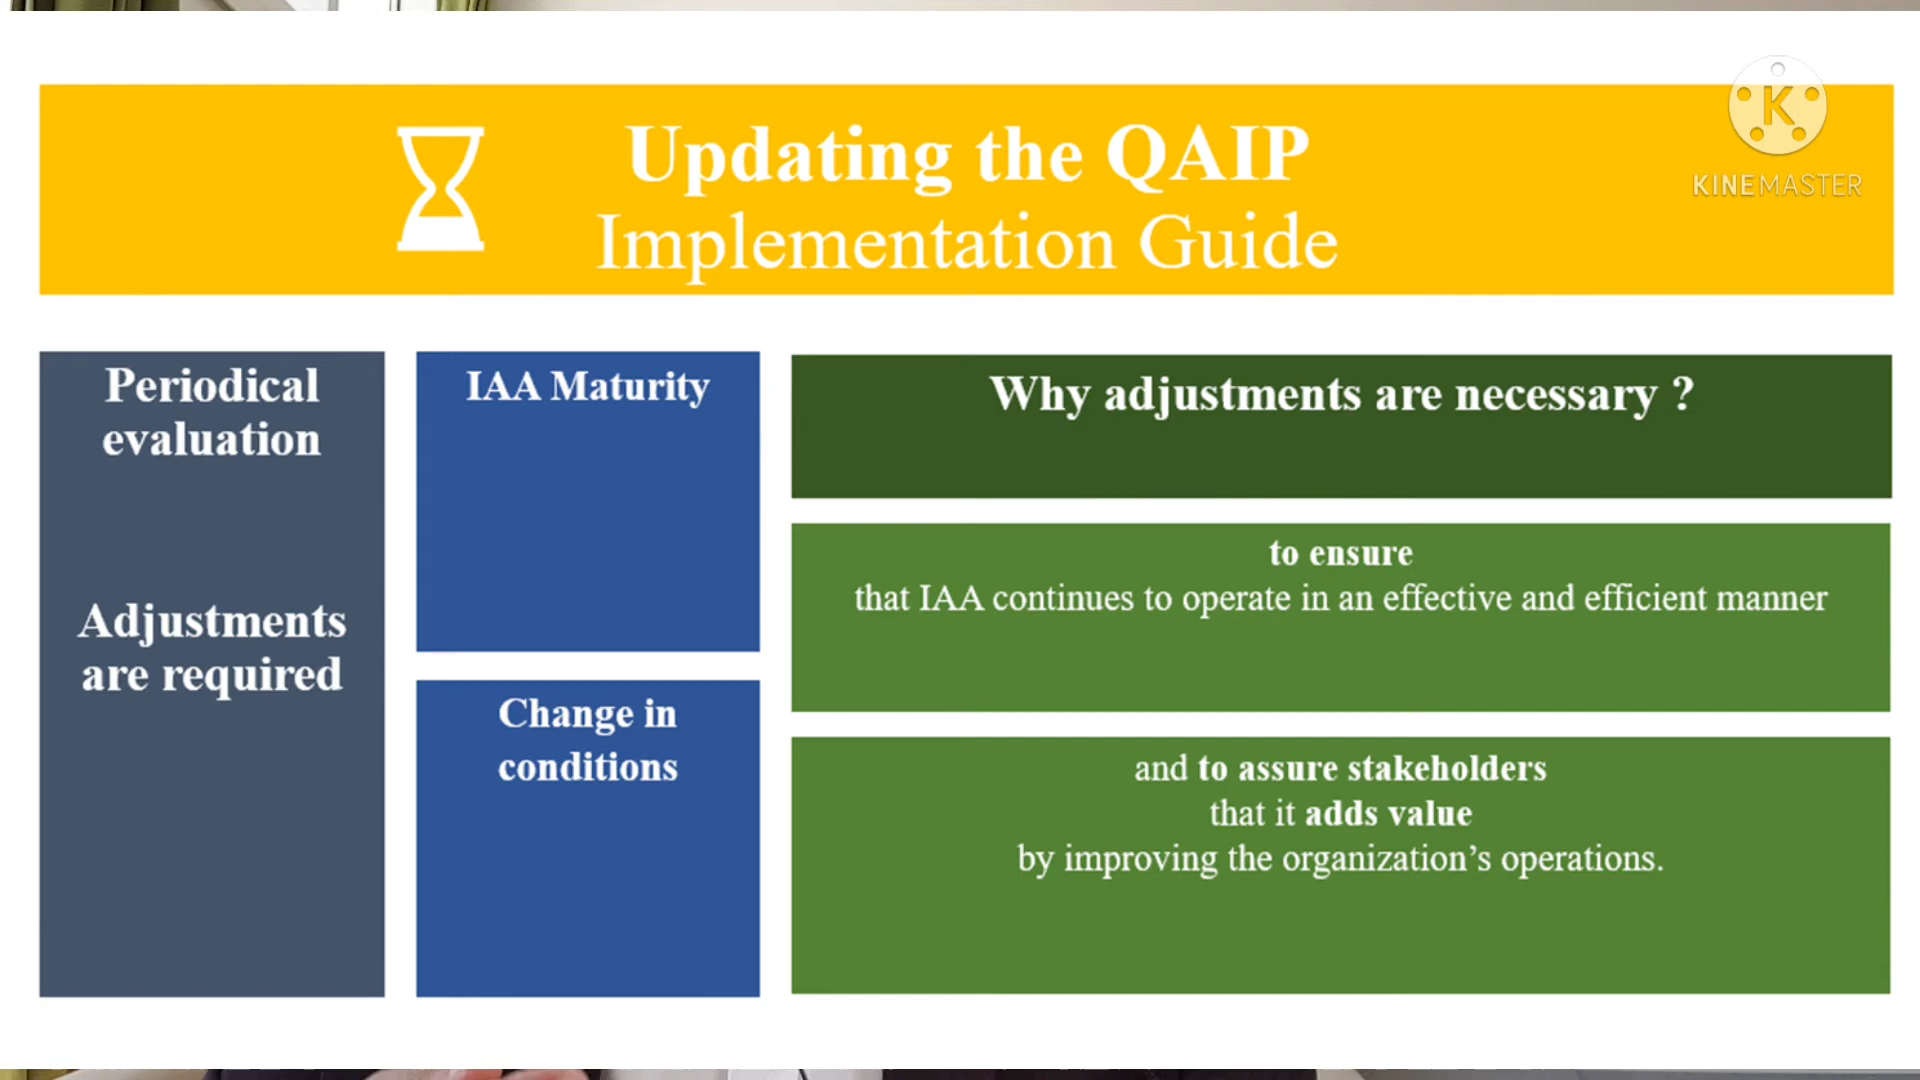 Updating the QAIP
Implementation Guide
K
KINEMASTER
Periodical
evaluation
Adjustments
are required
IAA Maturity
Change in
conditions
Why adjustments are necessary ?
to ensure
that IAA continues to operate in an effective and efficient manner
and to assure stakeholders
that it adds value
by improving the organization’s operations.